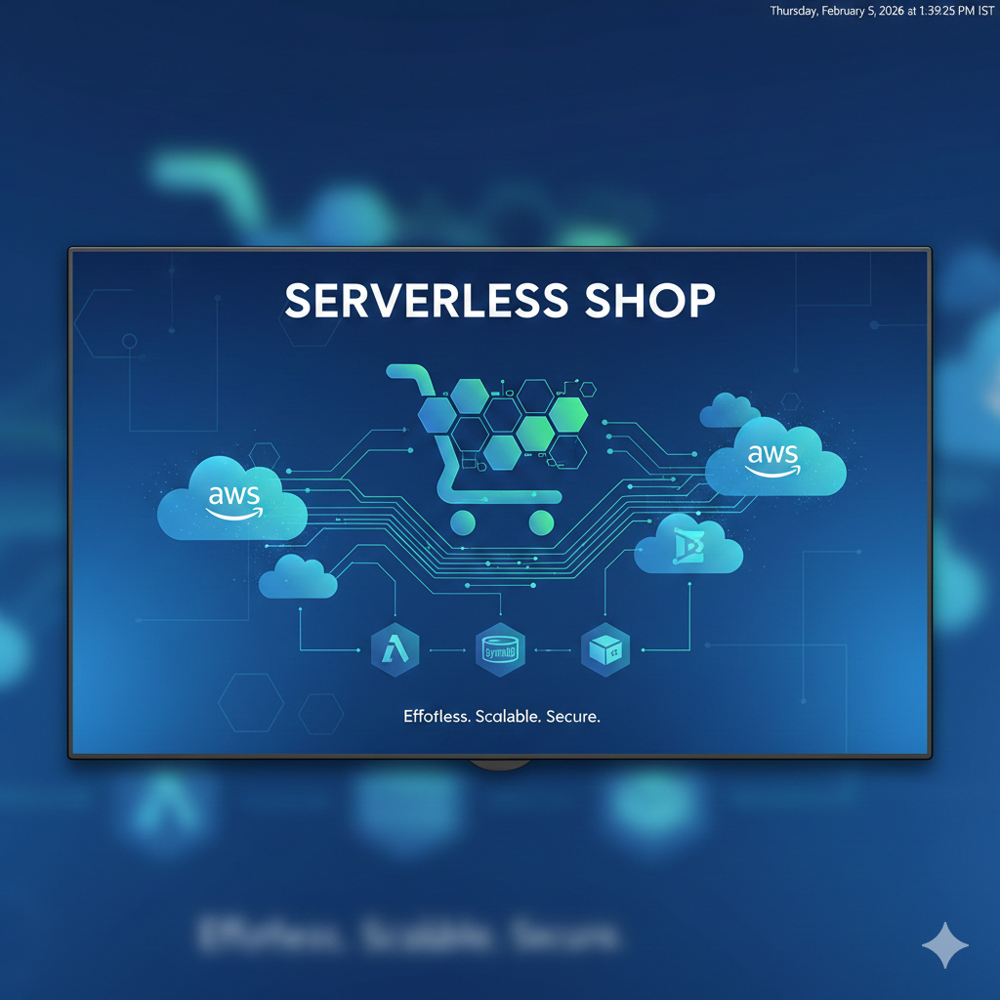 Thursday, February 5, 2026 at 1.39.25 PM IST
SERVERLESS SHOP
aws
aws
Effotless. Scalable. Secure.